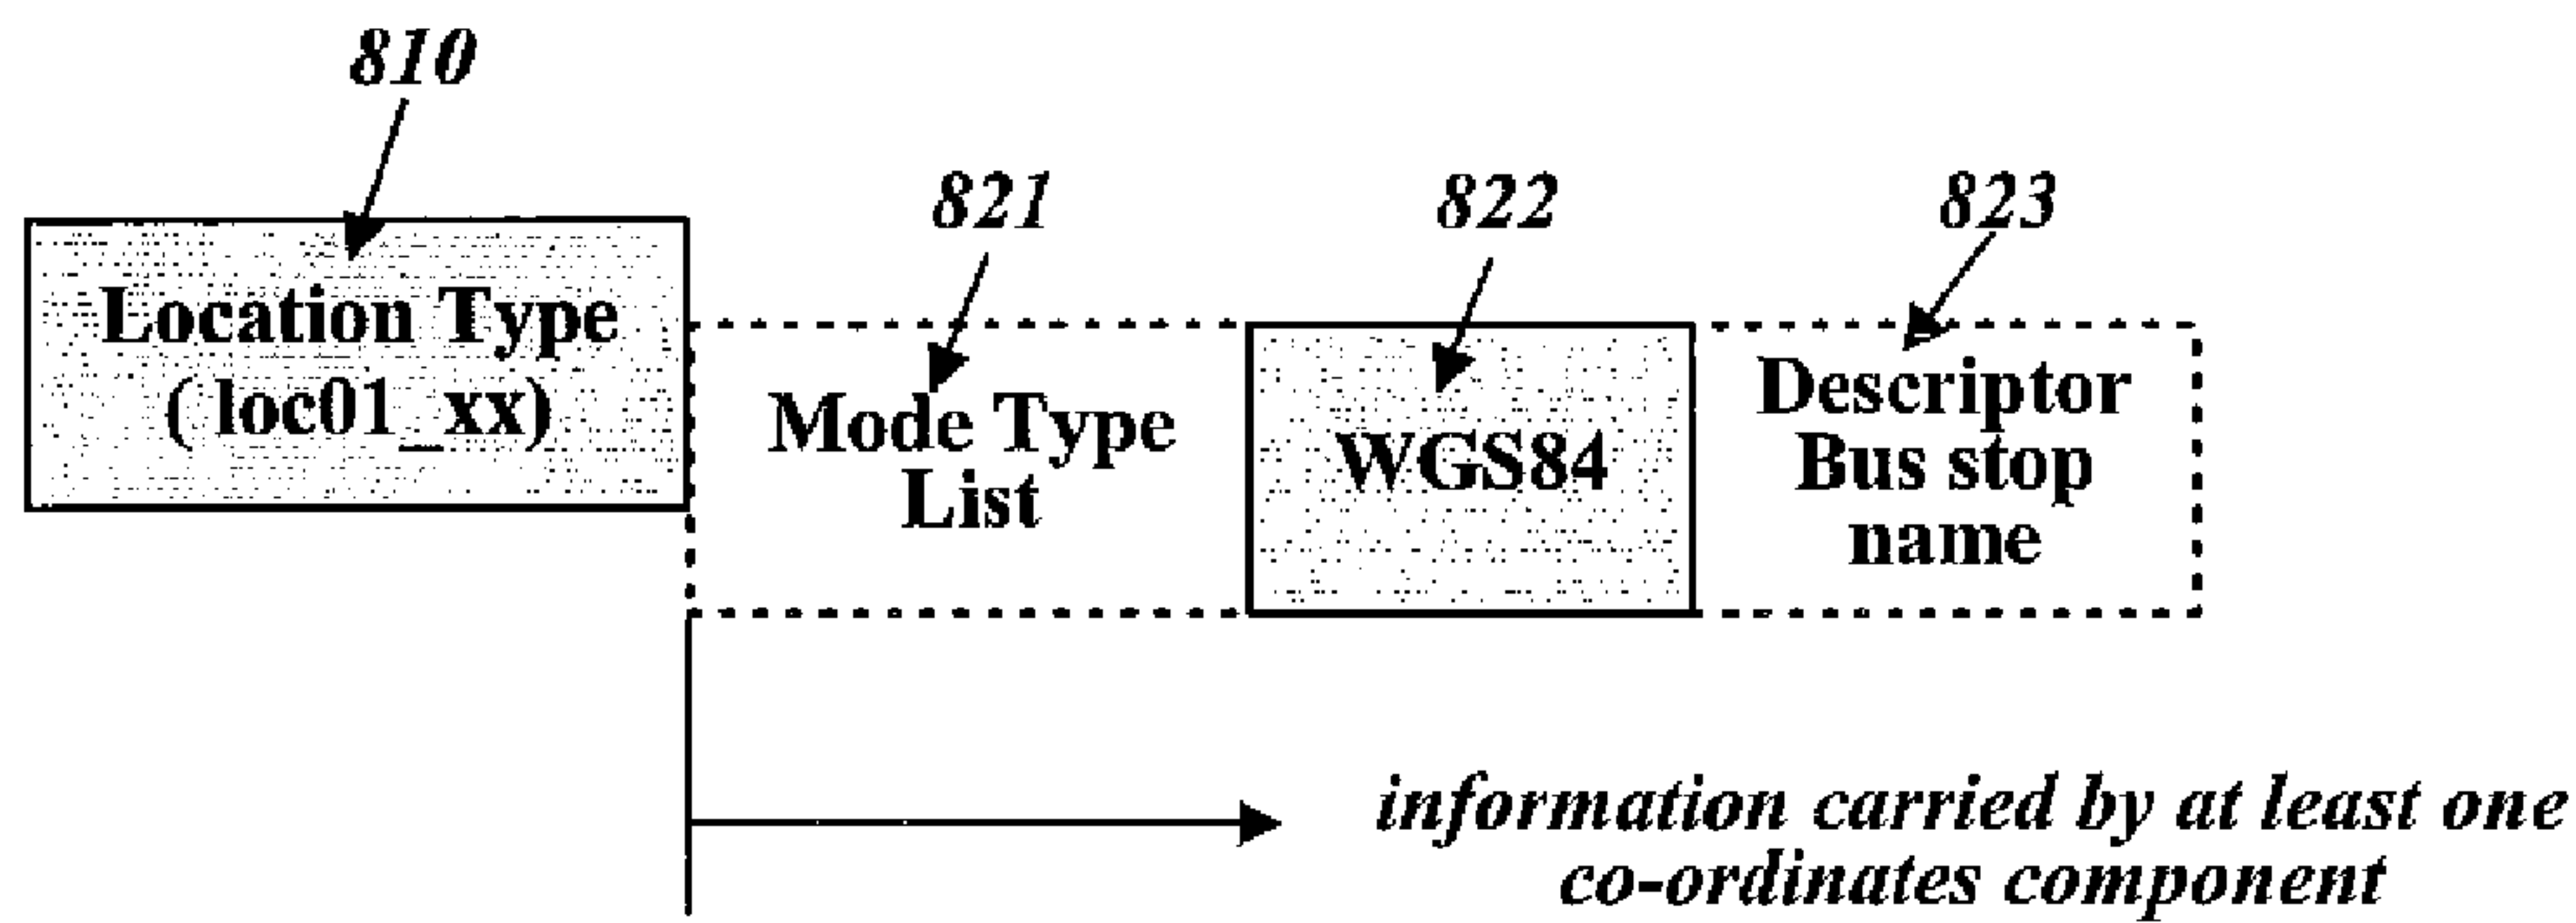 810
821
822
823
Location Type
( loc01_xx)
Mode Type
List
WGS84
Descriptor
Bus stop
name
information carried by at least one
co-ordinates component